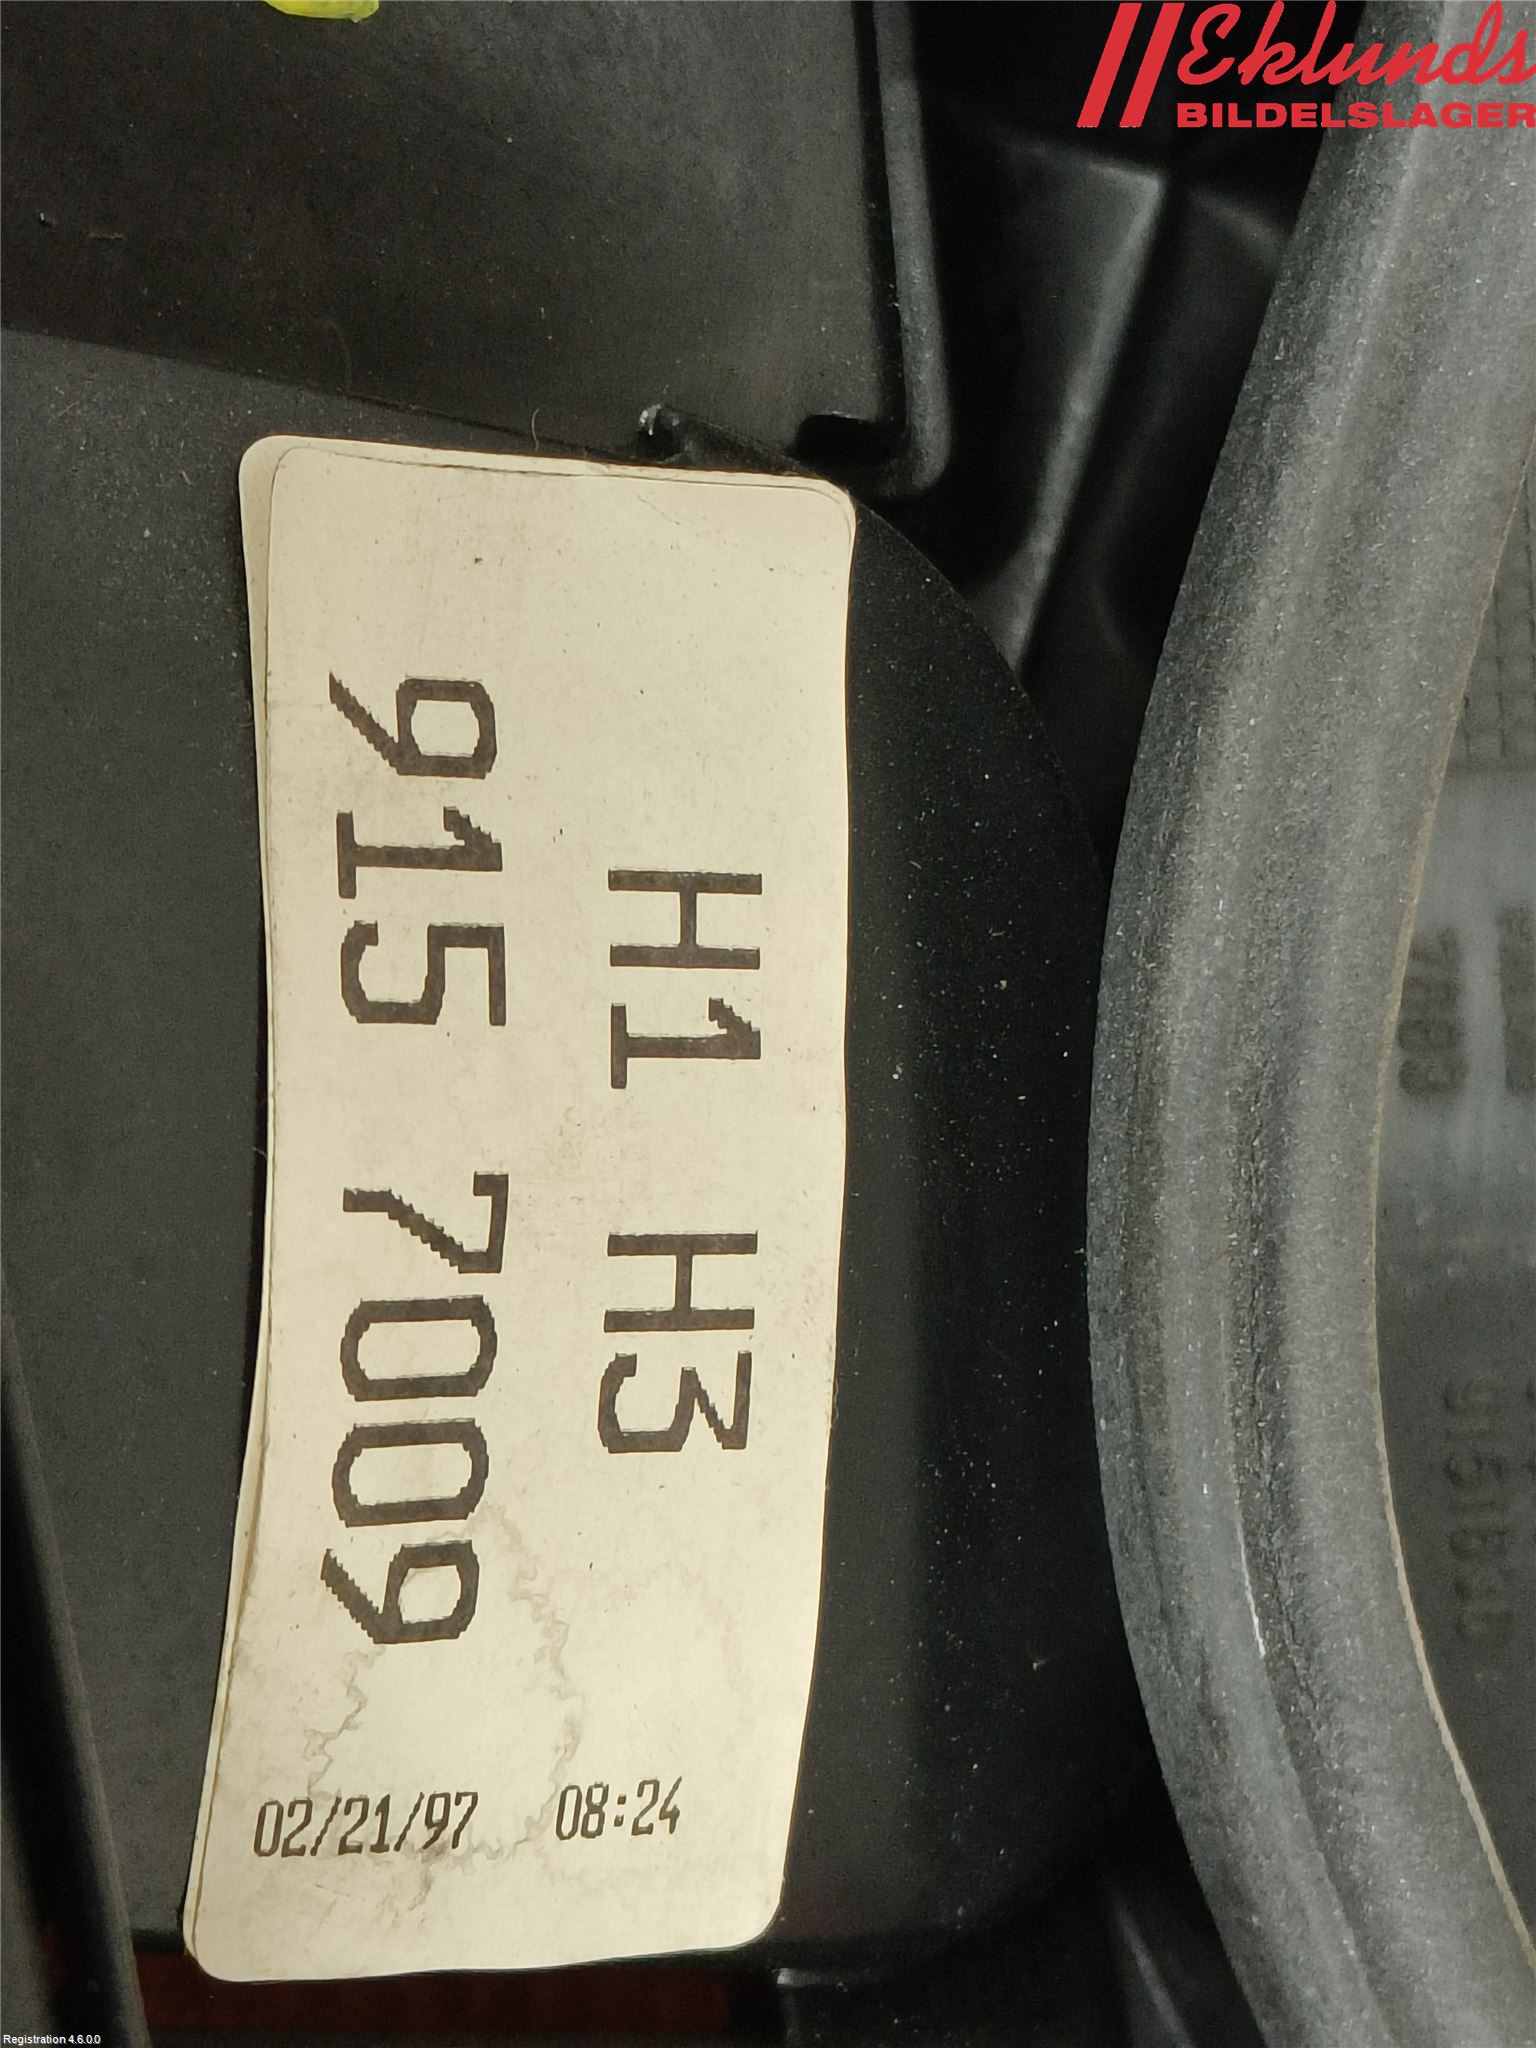 Eklunds
BILDELSLAGER
H1 H3
915 7009
02/21/97 08:24
Registration 4.6.0.0